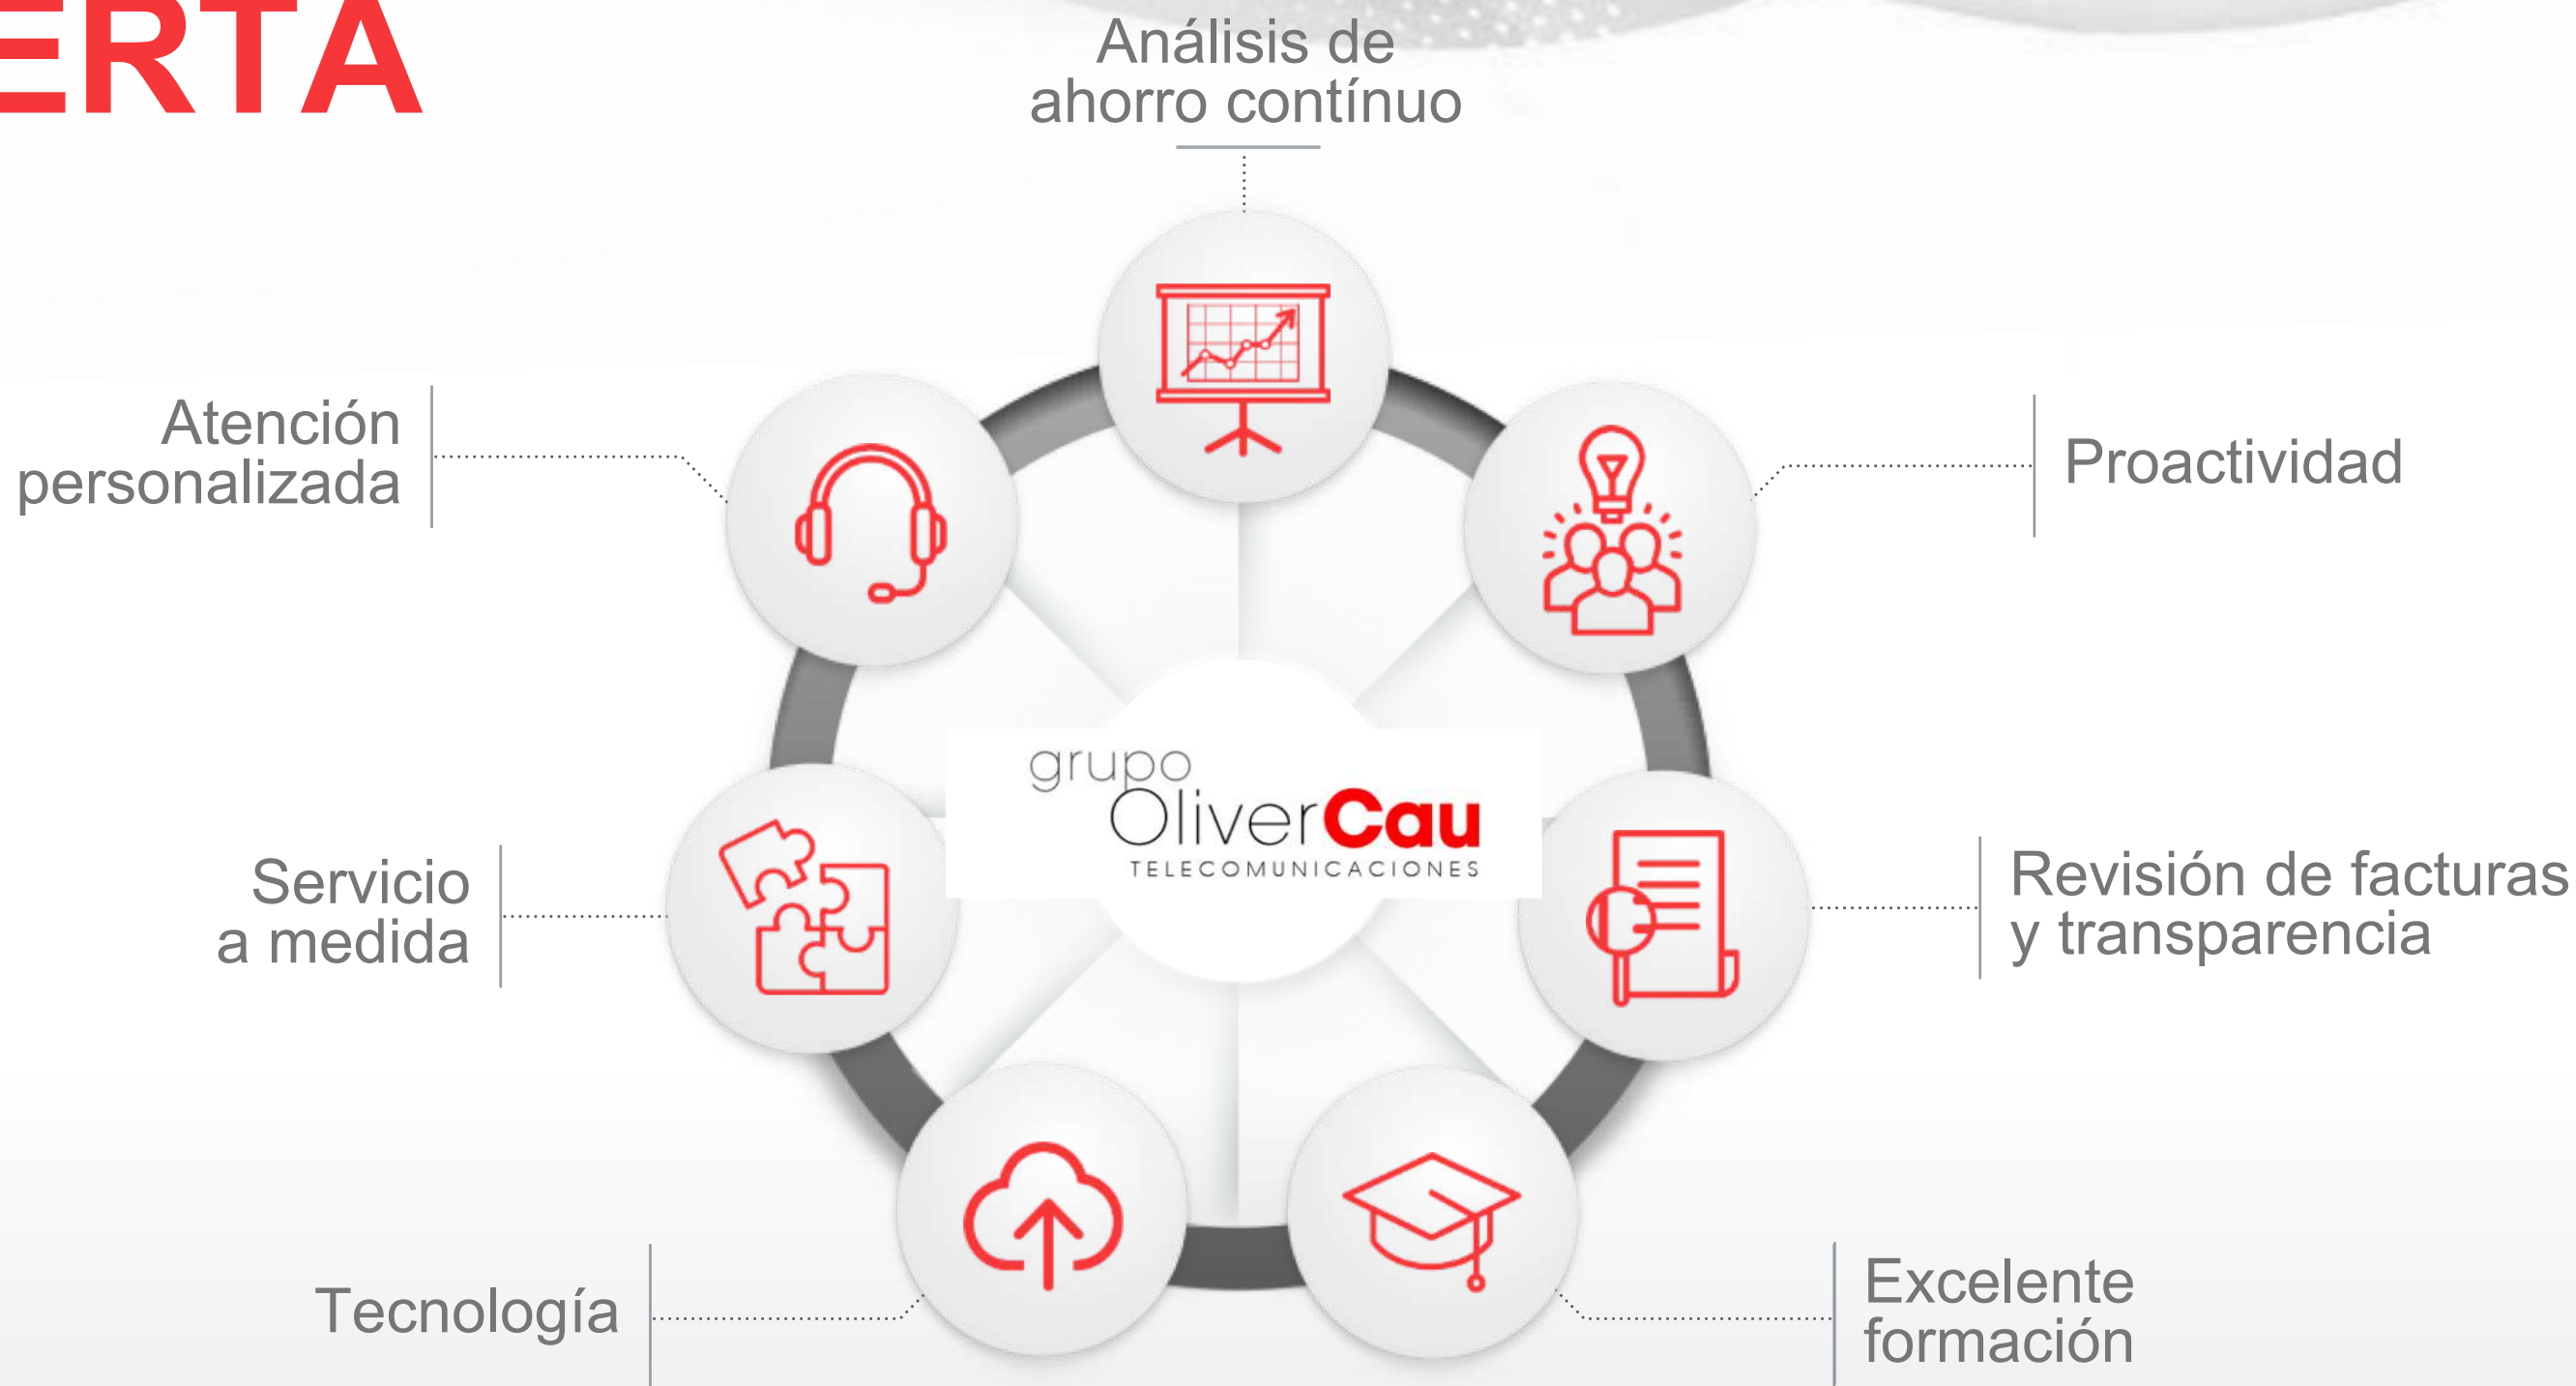 ERTA
Análisis de
ahorro contínuo
Atención
personalizada
Proactividad
grupo
OliverCau
TELECOMUNICACIONES
Servicio
a medida
Revisión de facturas
y transparencia
Tecnología
Excelente
formación